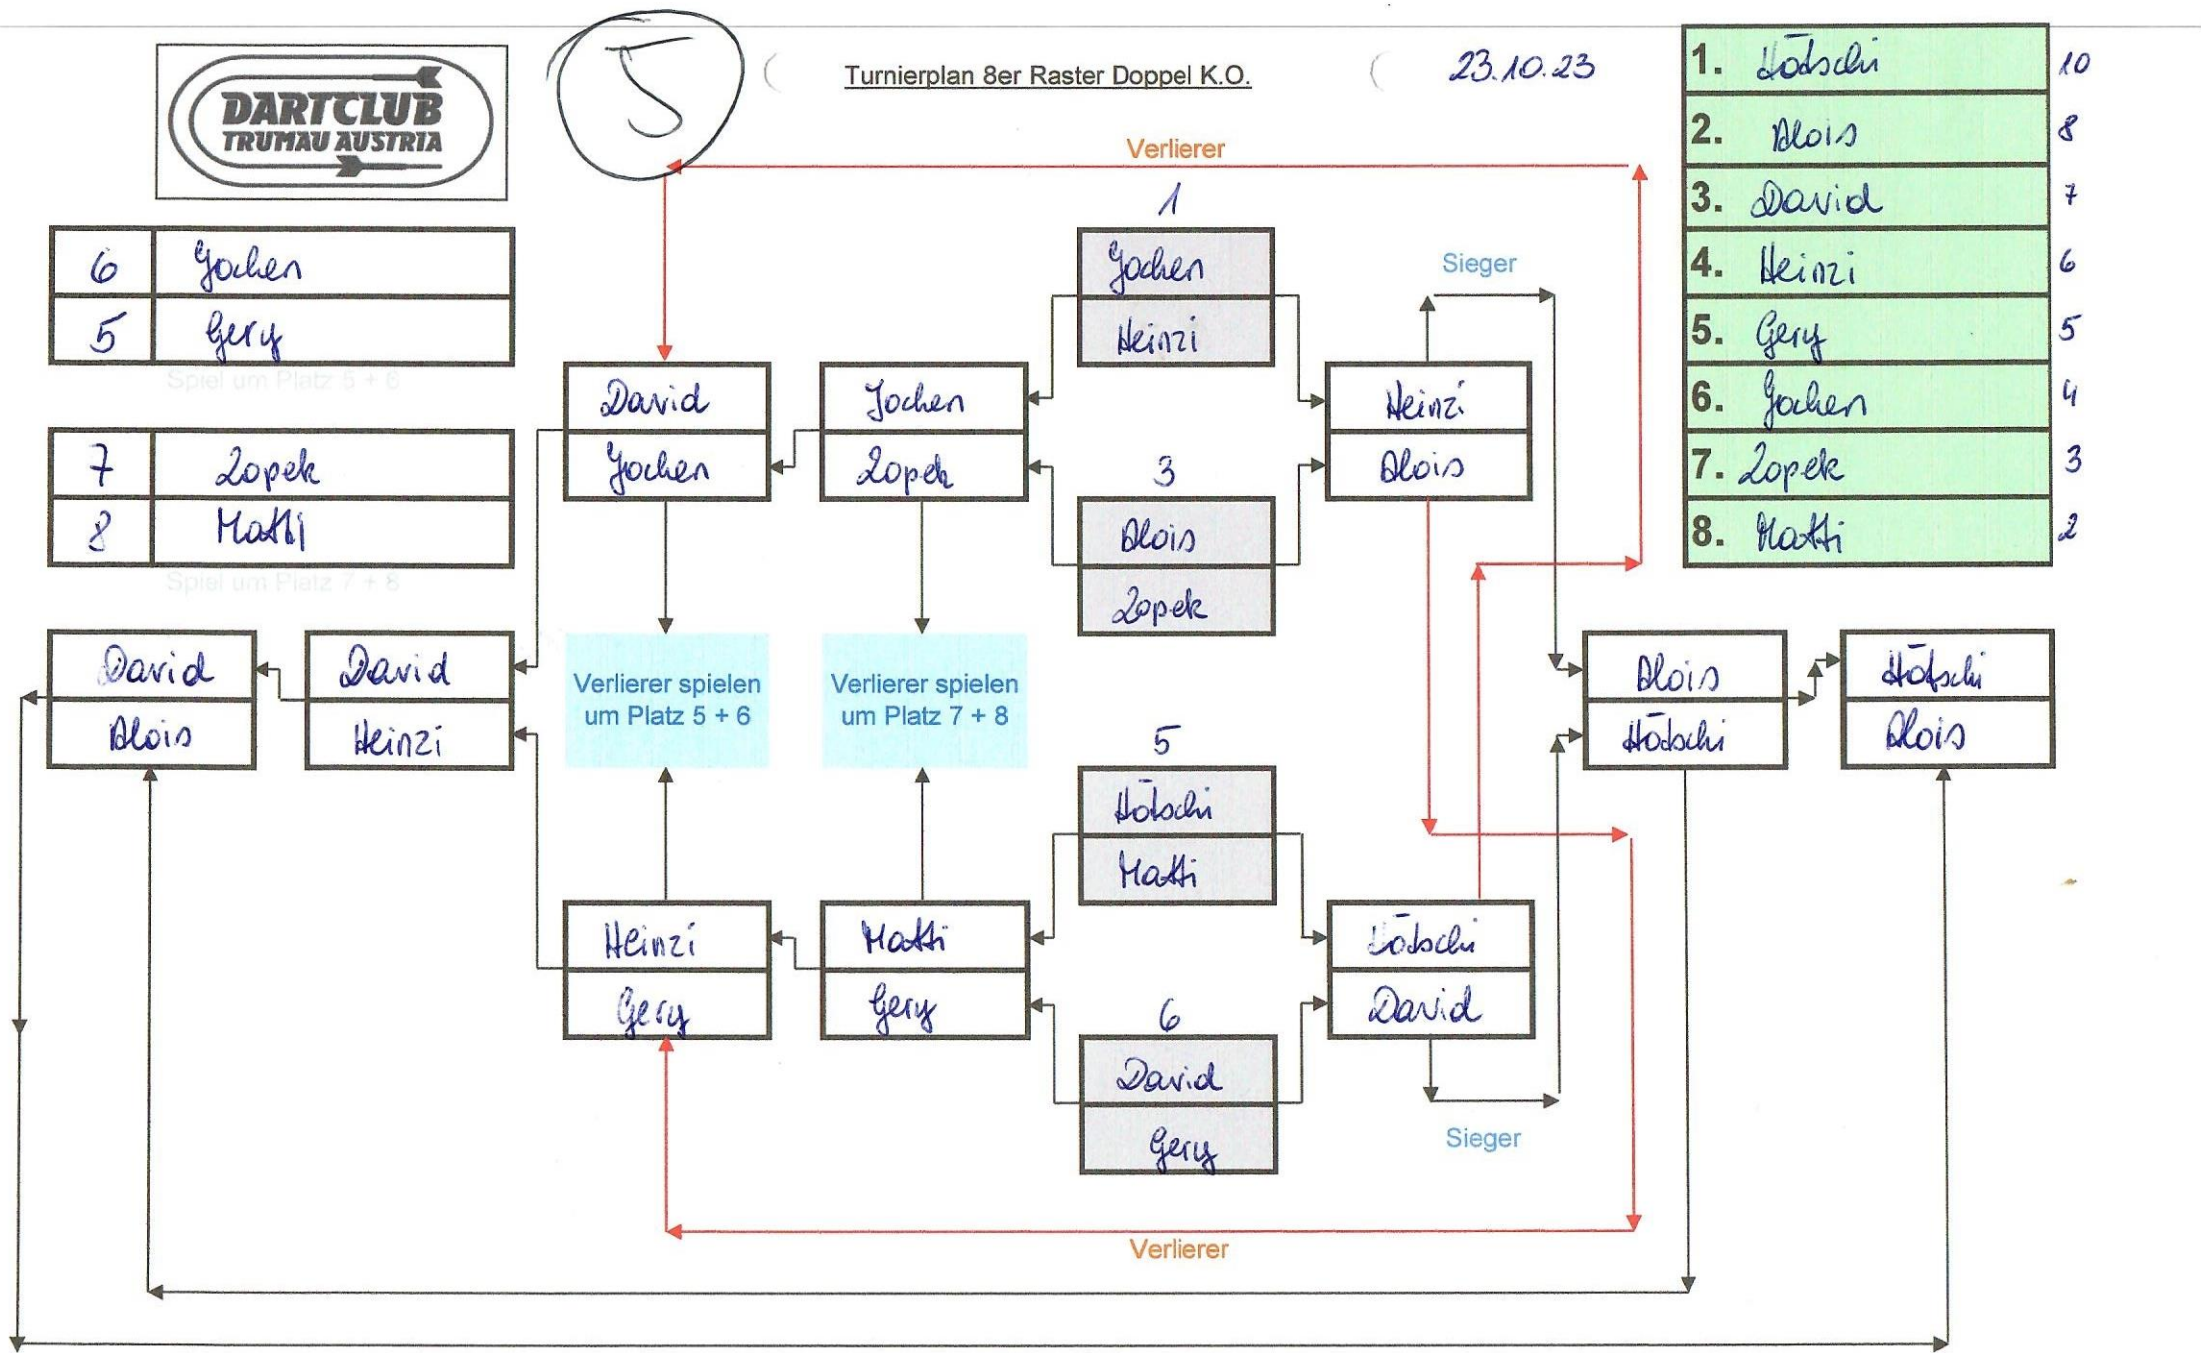 5
Turnierplan 8er Raster Doppel K.O.
23.10.23
DARTCLUB
TRUMAU AUSTRIA
1. Hötschi 10
2. Alois 8
3. David 7
4. Heinzi 6
5. Gery 5
6. Jochen 4
7. Zopek 3
8. Matti 2
Verlierer
6 Jochen
5 Gery
Spiel um Platz 5 + 6
7 Zopek
8 Matti
Spiel um Platz 7 + 8
1
Jochen
Heinzi
Sieger
David
Jochen
Jochen
Zopek
3
Alois
Zopek
Heinzi
Alois
David
Alois
David
Heinzi
Verlierer spielen
um Platz 5 + 6
Verlierer spielen
um Platz 7 + 8
5
Hötschi
Matti
Alois
Hötschi
Hötschi
Alois
Heinzi
Gery
Matti
Gery
6
David
Gery
Hötschi
David
Sieger
Verlierer